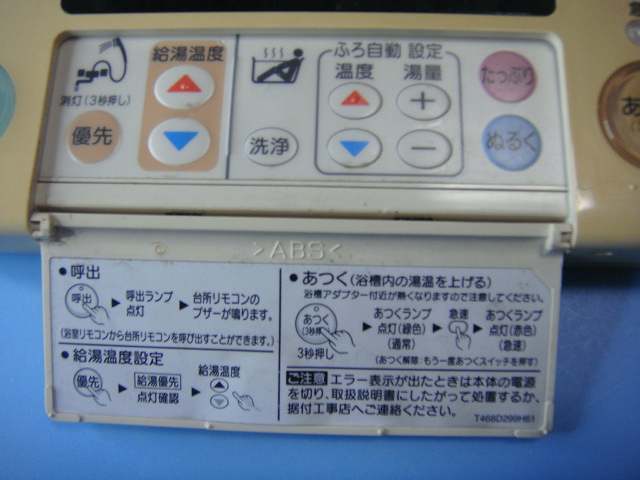 給湯温度
消灯(3秒押し)
優先
洗浄
ふろ自動 設定
温度 湯量
たっぷり
ぬるく
あ
>ABS<
●呼出
呼出 呼出ランプ点灯 台所リモコンのブザーが鳴ります。
(浴室リモコンから台所リモコンを呼び出すことができます。)
●給湯温度設定
優先 給湯優先 点灯確認 給湯温度
●あつく(浴槽内の湯温を上げる)
浴槽アダプター付近が熱くなりますので注意してください。
あつく(3秒押) あつくランプ点灯(緑色)(通常) 急速 あつくランプ点灯(赤色)(急速)
3秒押し
(あつく解除:もう一度あつくスイッチを押す)
ご注意 エラー表示が出たときは本体の電源
を切り、取扱説明書にしたがって処置するか、
据付工事店へご連絡ください。